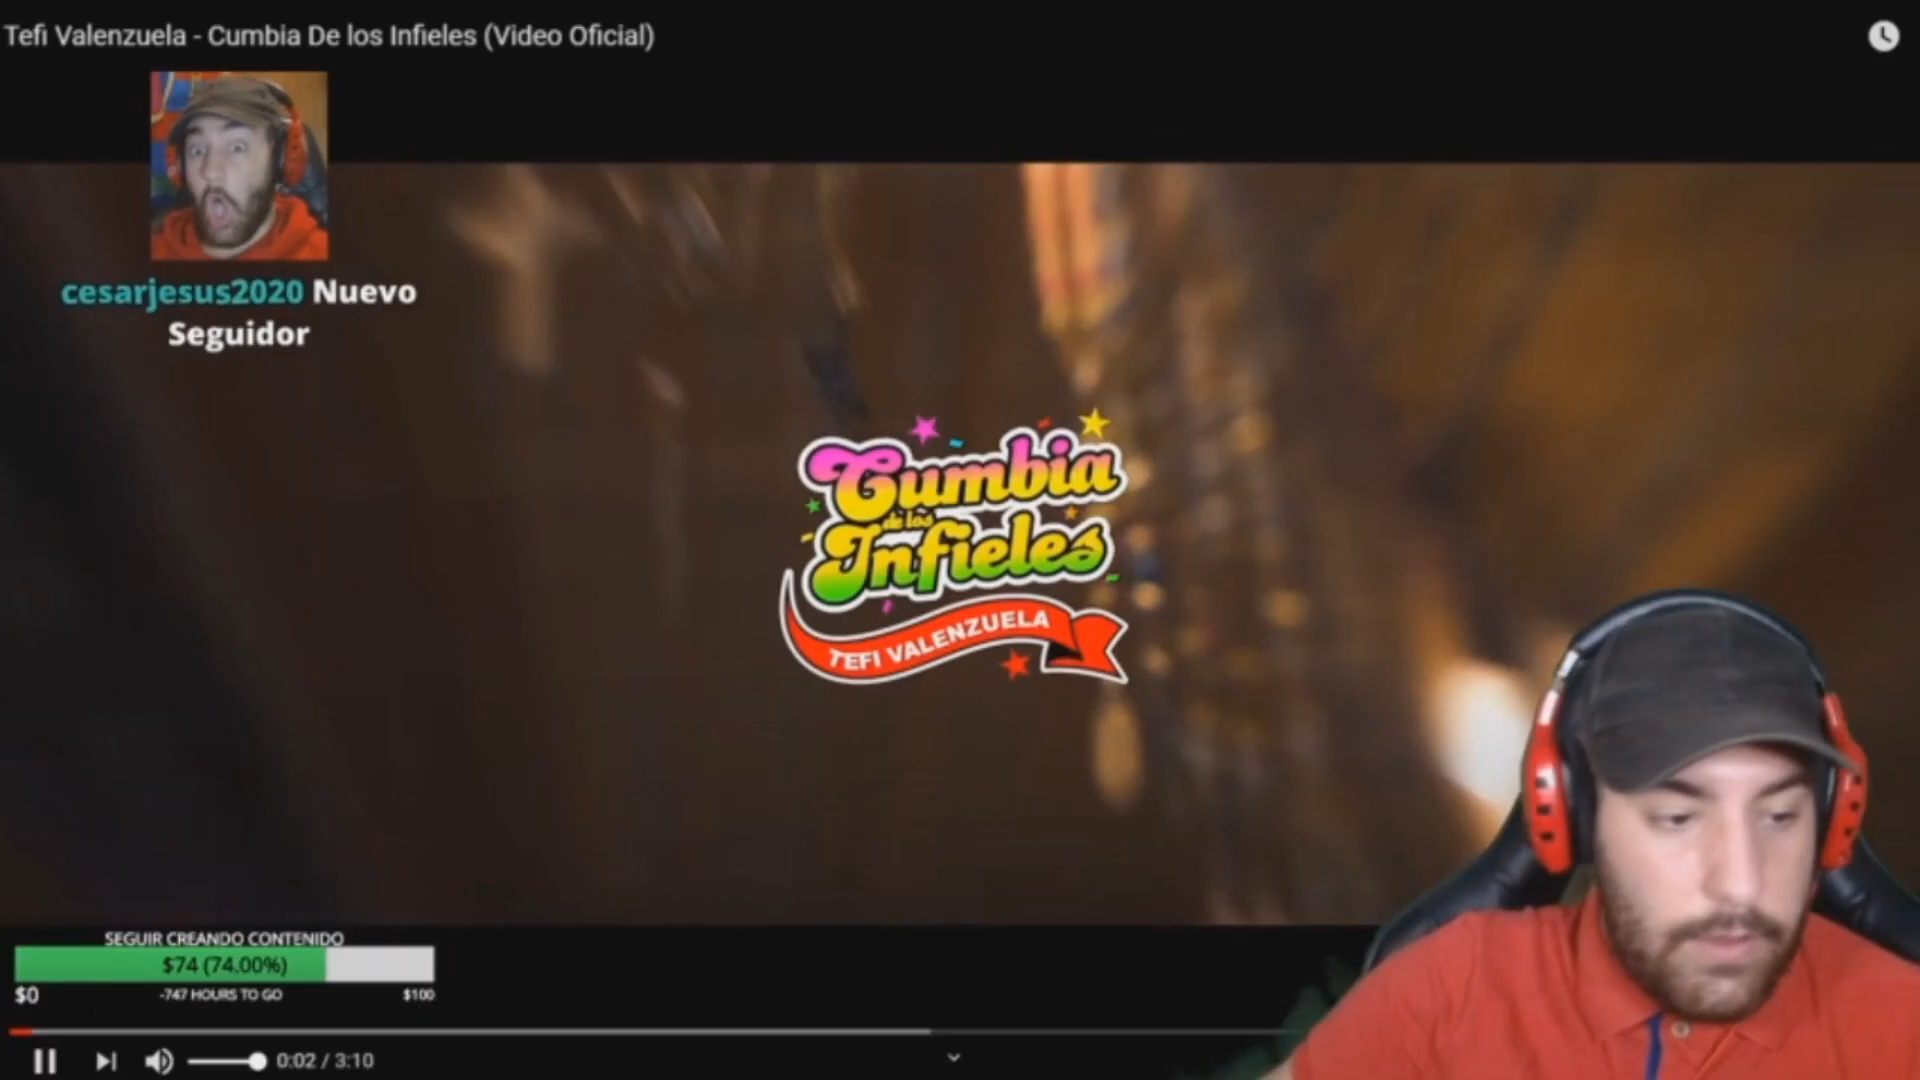 Tefi Valenzuela - Cumbia De los Infieles (Video Oficial)
cesarjesus2020 Nuevo
Seguidor
Cumbia
de los
Infieles
TEFI VALENZUELA
SEGUIR CREANDO CONTENIDO
$74 (74.00%)
$0
-747 HOURS TO GO
$100
0:02 / 3:10